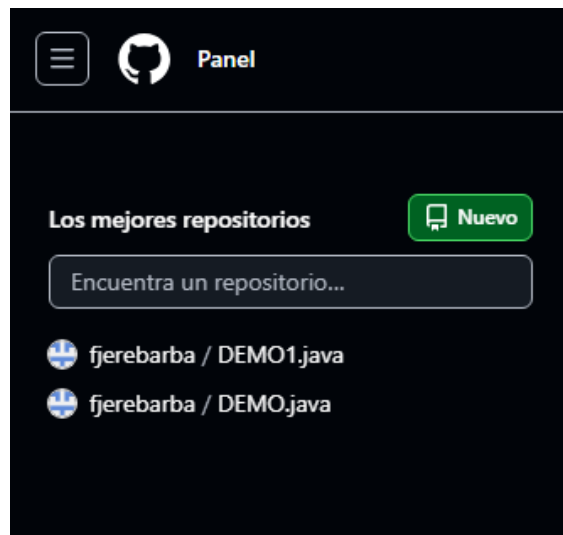 Panel
Los mejores repositorios
Nuevo
Encuentra un repositorio...
fjerebarba / DEMO1.java
fjerebarba / DEMO.java